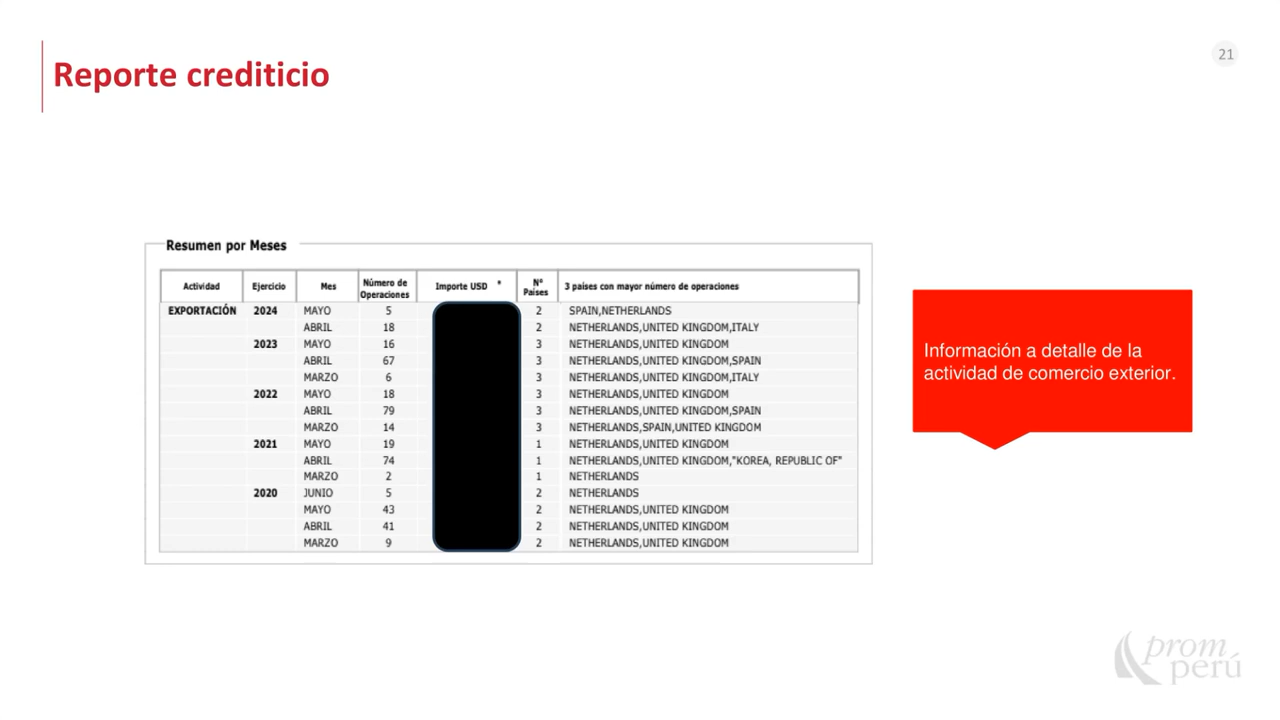 21
Reporte crediticio
Resumen por Meses
Actividad Ejercicio Mes Número de Operaciones Importe USD * Nº Países 3 países con mayor número de operaciones
EXPORTACIÓN 2024 MAYO 5 2 SPAIN,NETHERLANDS
ABRIL 18 2 NETHERLANDS,UNITED KINGDOM,ITALY
2023 MAYO 16 3 NETHERLANDS,UNITED KINGDOM
ABRIL 67 3 NETHERLANDS,UNITED KINGDOM,SPAIN
MARZO 6 3 NETHERLANDS,UNITED KINGDOM,ITALY
2022 MAYO 18 3 NETHERLANDS,UNITED KINGDOM
ABRIL 79 3 NETHERLANDS,UNITED KINGDOM,SPAIN
MARZO 14 3 NETHERLANDS,SPAIN,UNITED KINGDOM
2021 MAYO 19 1 NETHERLANDS,UNITED KINGDOM
ABRIL 74 1 NETHERLANDS,UNITED KINGDOM,"KOREA, REPUBLIC OF"
MARZO 2 1 NETHERLANDS
2020 JUNIO 5 2 NETHERLANDS
MAYO 43 2 NETHERLANDS,UNITED KINGDOM
ABRIL 41 2 NETHERLANDS,UNITED KINGDOM
MARZO 9 2 NETHERLANDS,UNITED KINGDOM
Información a detalle de la
actividad de comercio exterior.
prom
perú